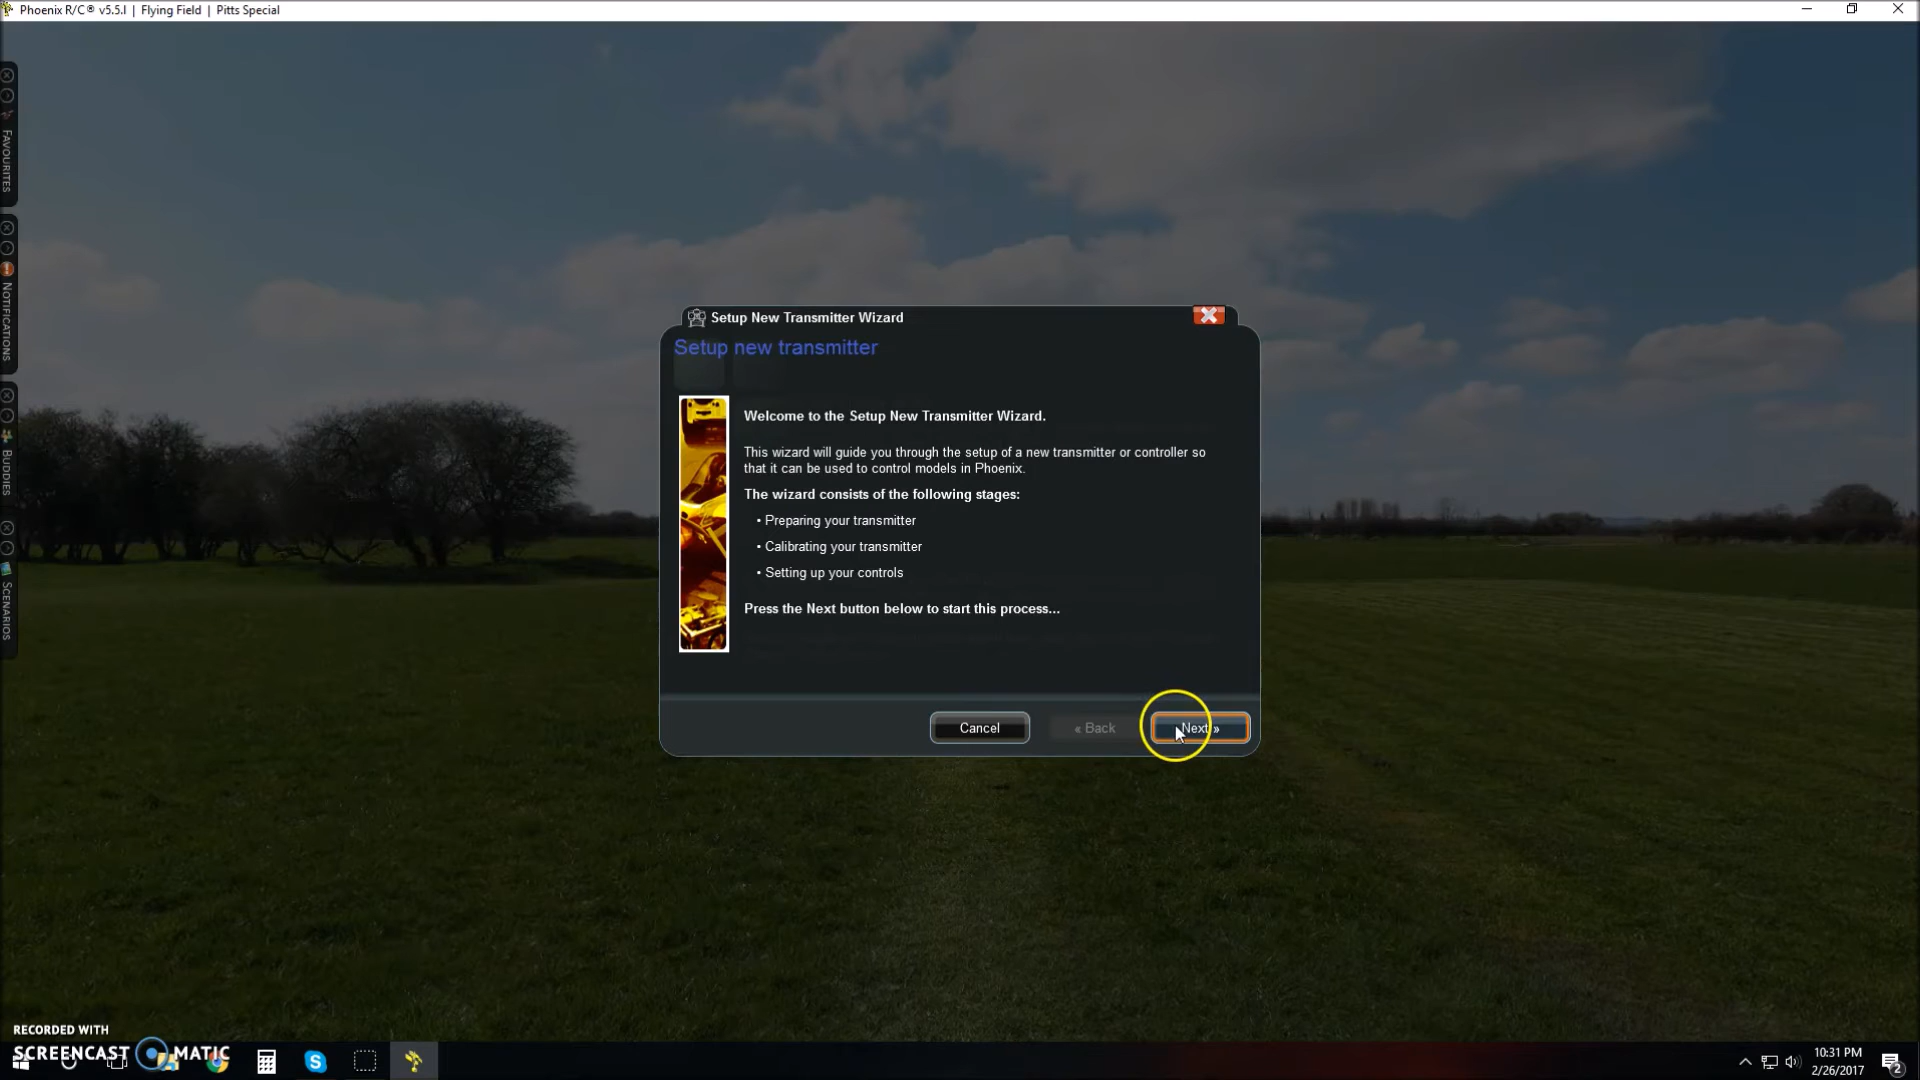 Phoenix R/C® v5.5.l | Flying Field | Pitts Special
FAVOURITES
NOTIFICATIONS
BUDDIES
SCENARIOS
Setup New Transmitter Wizard
Setup new transmitter
Welcome to the Setup New Transmitter Wizard.
This wizard will guide you through the setup of a new transmitter or controller so
that it can be used to control models in Phoenix.
The wizard consists of the following stages:
• Preparing your transmitter
• Calibrating your transmitter
• Setting up your controls
Press the Next button below to start this process...
Cancel
« Back
Next »
RECORDED WITH
SCREENCAST MATIC
10:31 PM
2/26/2017
2